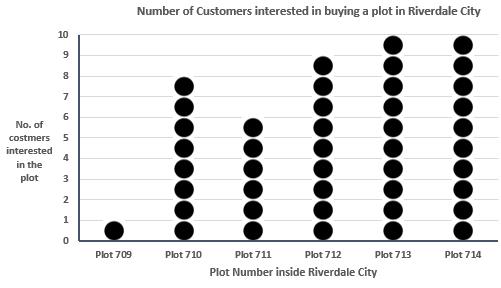 Number of Customers interested in buying a plot in Riverdale City
10
9
8
7
6
5
4
3
2
1
0
No. of
costmers
interested
in the
plot
Plot 709 Plot 710 Plot 711 Plot 712 Plot 713 Plot 714
Plot Number inside Riverdale City